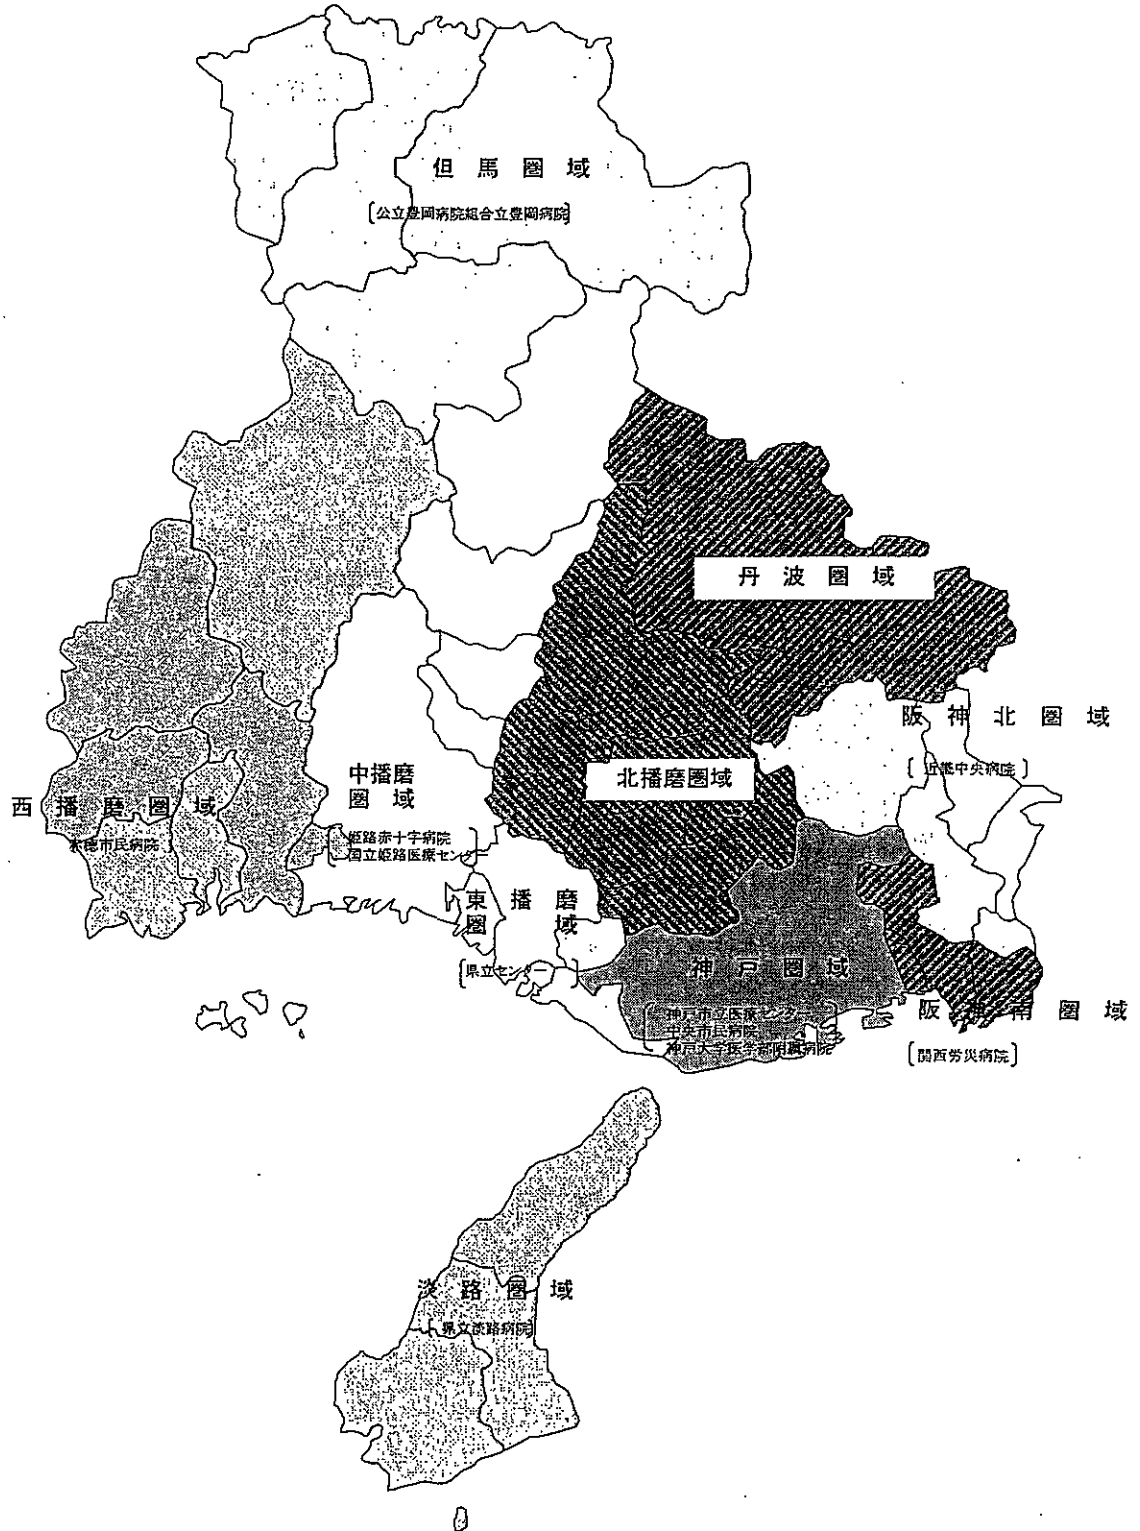 但馬圏域
〔公立豊岡病院組合立豊岡病院〕
丹波圏域
阪神北圏域
〔近畿中央病院〕
北播磨圏域
中播磨
圏域
〔姫路赤十字病院
国立姫路医療センター〕
西播磨圏域
赤穂市民病院
東播磨
圏域
〔県立センター〕
神戸圏域
〔神戸市立医療センター
中央市民病院
神戸大学医学部附属病院〕
阪神南圏域
〔関西労災病院〕
淡路圏域
〔県立淡路病院〕